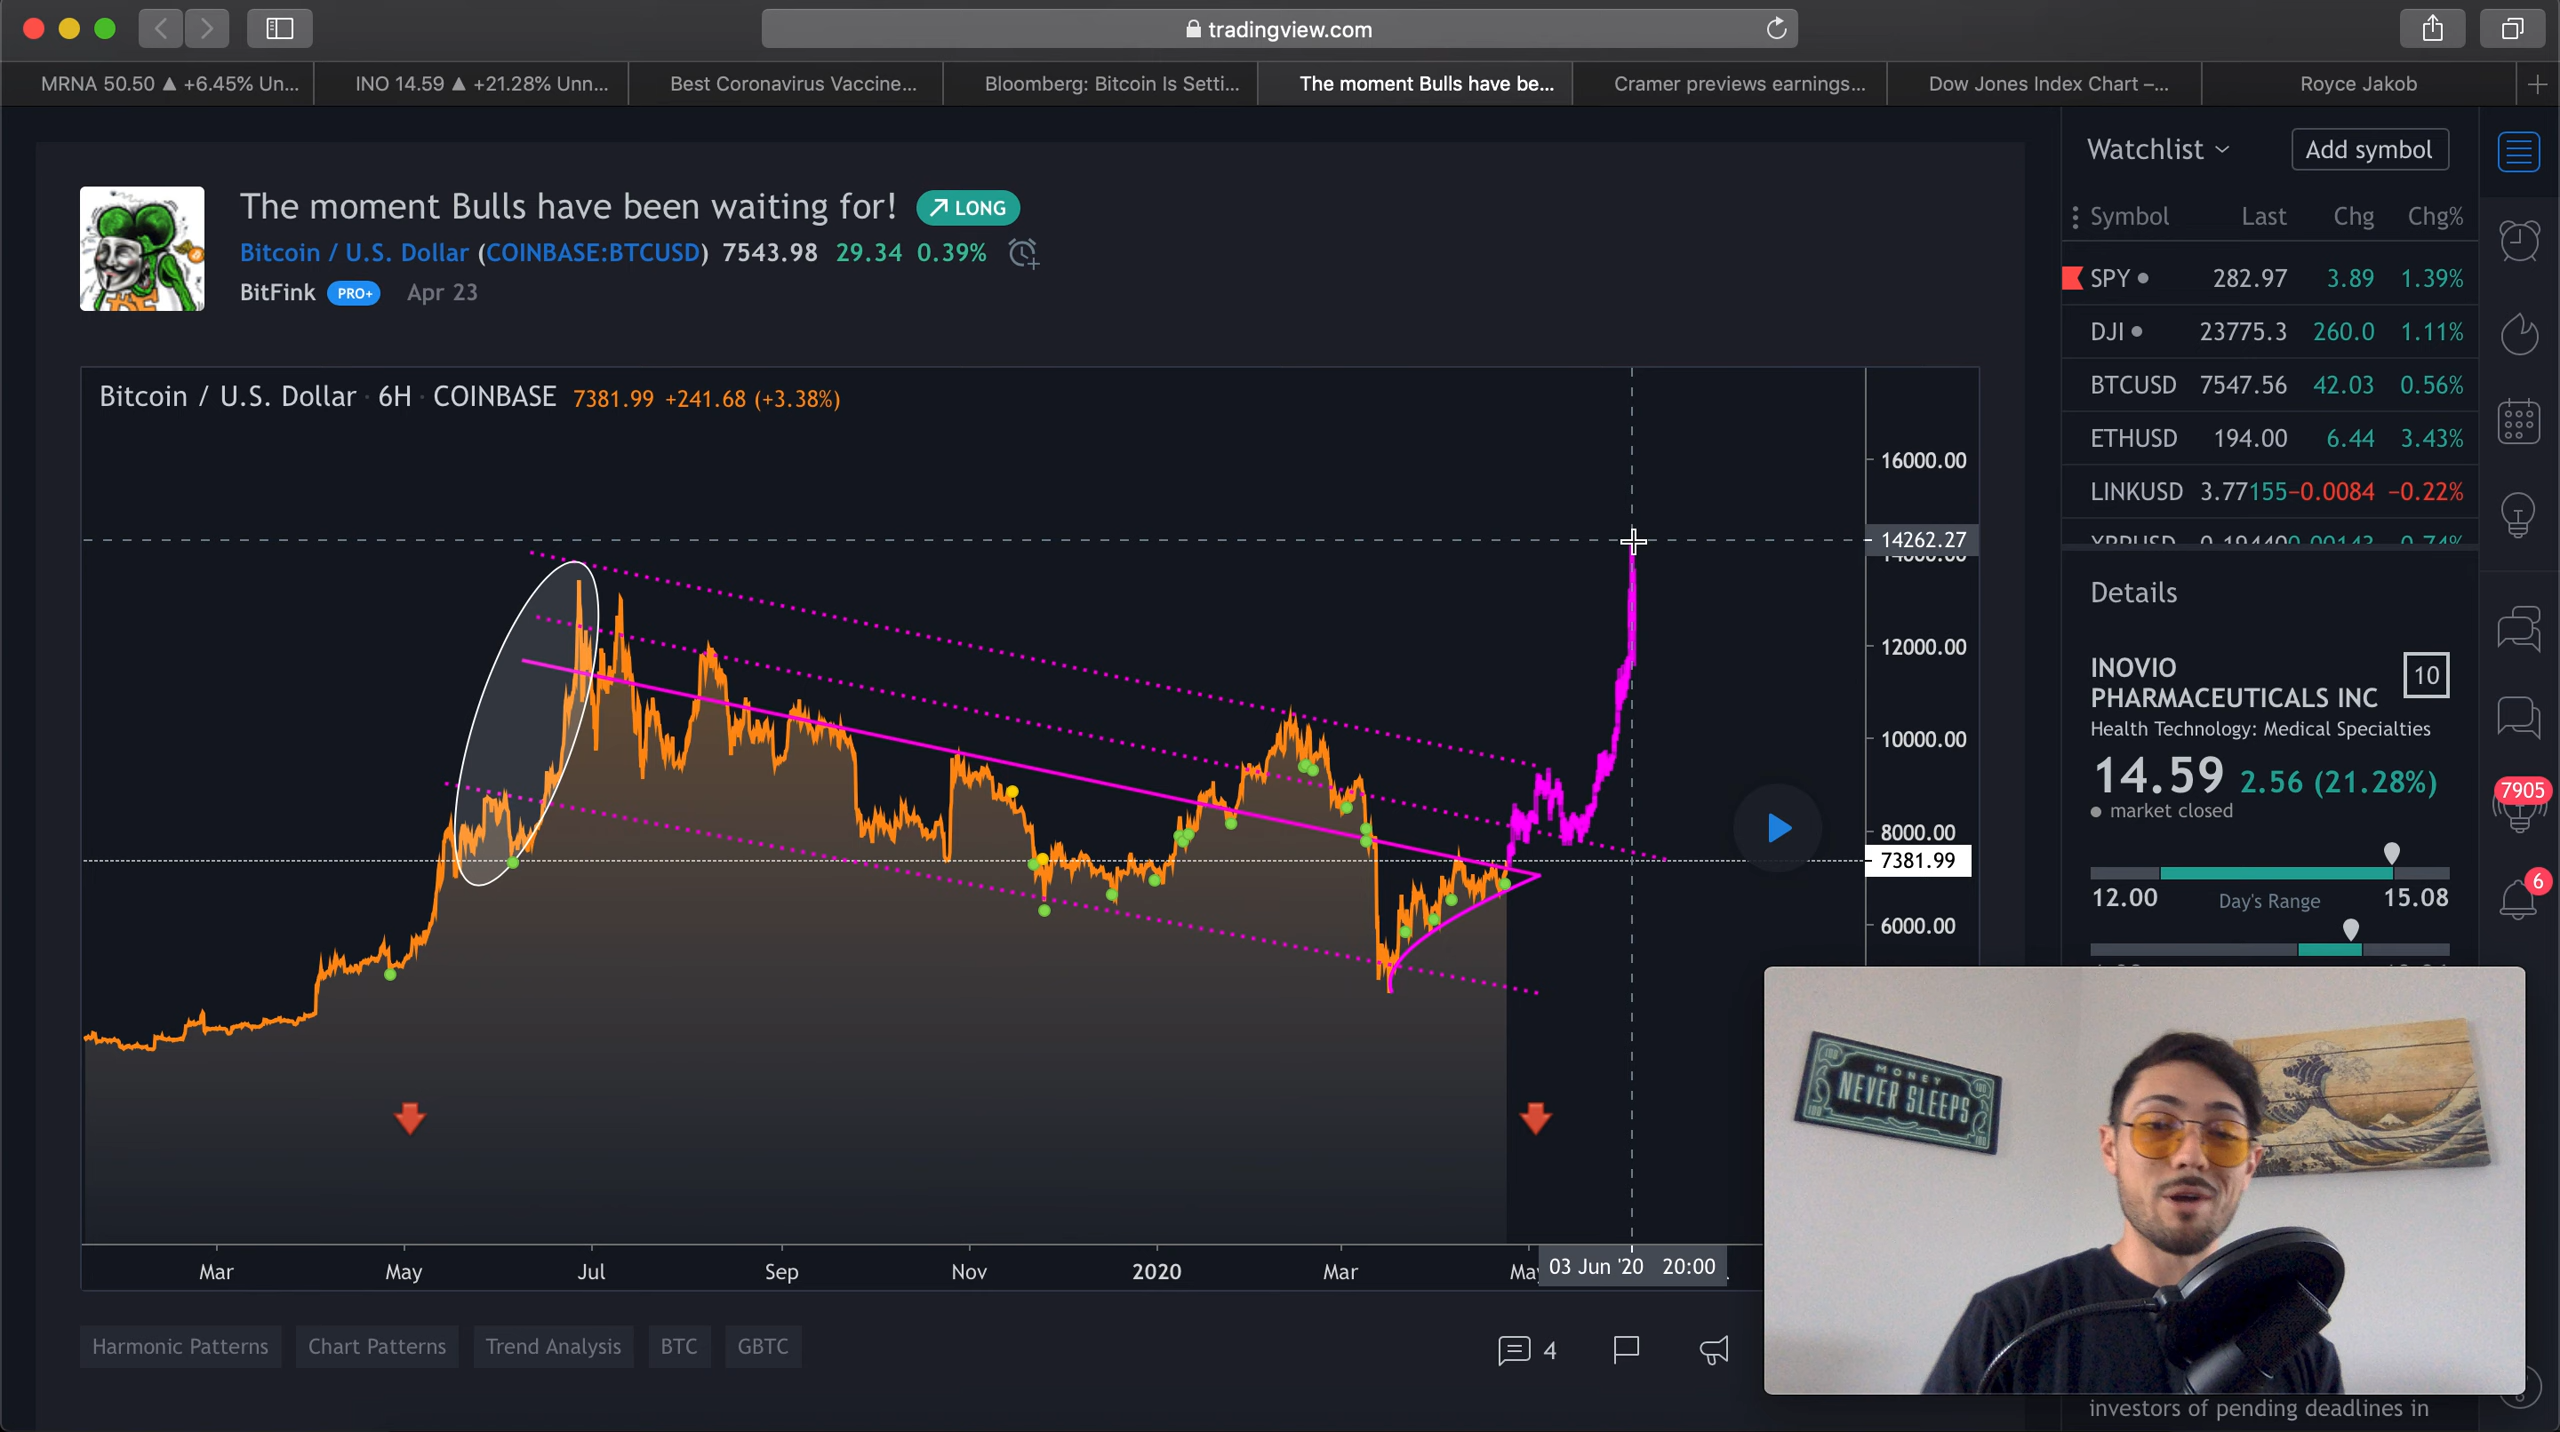 tradingview.com
MRNA 50.50 ▲ +6.45% Un...
INO 14.59 ▲ +21.28% Unn...
Best Coronavirus Vaccine...
Bloomberg: Bitcoin Is Setti...
The moment Bulls have be...
Cramer previews earnings...
Dow Jones Index Chart –...
Royce Jakob
The moment Bulls have been waiting for!
LONG
Bitcoin / U.S. Dollar (COINBASE:BTCUSD) 7543.98 29.34 0.39%
BitFink PRO+ Apr 23
Bitcoin / U.S. Dollar · 6H · COINBASE 7381.99 +241.68 (+3.38%)
16000.00
14262.27
12000.00
10000.00
8000.00
7381.99
6000.00
Mar
May
Jul
Sep
Nov
2020
Mar
May
03 Jun '20 20:00
Harmonic Patterns
Chart Patterns
Trend Analysis
BTC
GBTC
4
Watchlist
Add symbol
Symbol Last Chg Chg%
SPY 282.97 3.89 1.39%
DJI 23775.3 260.0 1.11%
BTCUSD 7547.56 42.03 0.56%
ETHUSD 194.00 6.44 3.43%
LINKUSD 3.77155 −0.0084 −0.22%
Details
INOVIO
PHARMACEUTICALS INC
10
Health Technology: Medical Specialties
14.59 2.56 (21.28%)
market closed
12.00 Day's Range 15.08
7905
6
MONEY
NEVER SLEEPS
investors of pending deadlines in